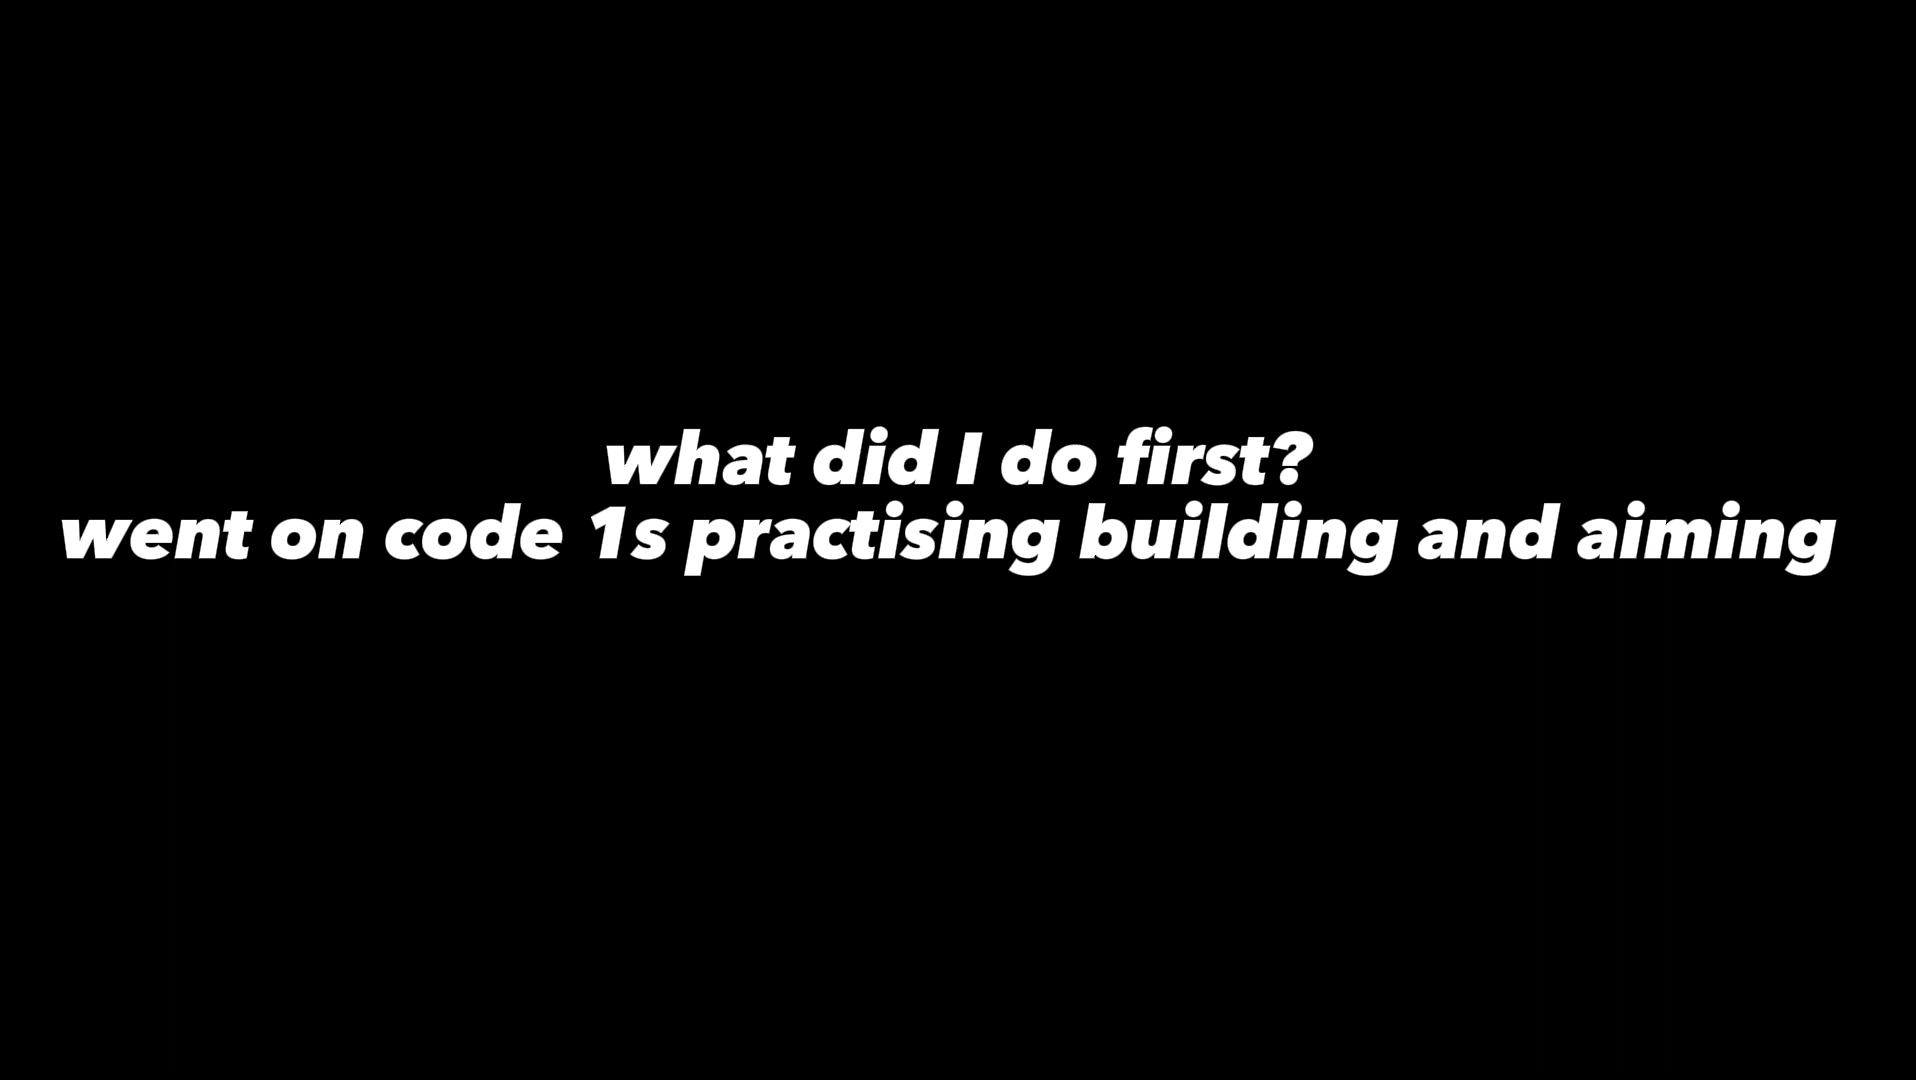 what did I do first?
went on code 1s practising building and aiming